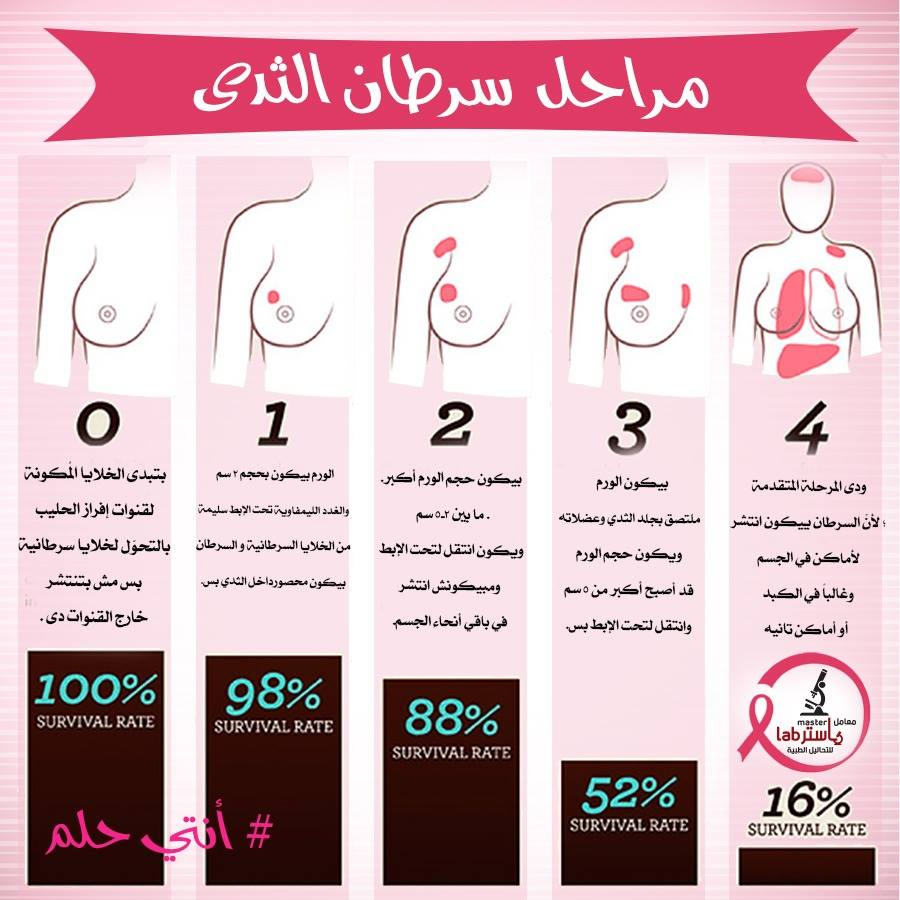 مراحل سرطان الثدى
0
بتبدى الخلايا المُكونة
لقنوات إفراز الحليب
بالتحوّل لخلايا سرطانية
بس مش بتنتشر
خارج القنوات دى .
100%
SURVIVAL RATE
1
الورم بيكون بحجم ٢ سم
والغدد الليمفاوية تحت الإبط سليمة
من الخلايا السرطانية و السرطان
بيكون محصور داخل الثدي بس.
98%
SURVIVAL RATE
2
بيكون حجم الورم أكبر.
. ما بين ٢-٥ سم
ويكون انتقل لتحت الإبط
ومبيكونش انتشر
في باقي أنحاء الجسم.
88%
SURVIVAL RATE
3
بيكون الورم
ملتصق بجلد الثدي وعضلاته
ويكون حجم الورم
قد أصبح أكبر من ٥ سم
وانتقل لتحت الإبط بس.
52%
SURVIVAL RATE
4
ودى المرحلة المتقدمة
؛ لأنّ السرطان بيكون انتشر
لأماكن في الجسم
وغالباً في الكبد
أو أماكن تانيه
master معامل
ماسترlab
للتحاليل الطبية
16%
SURVIVAL RATE
# أنتي حلم